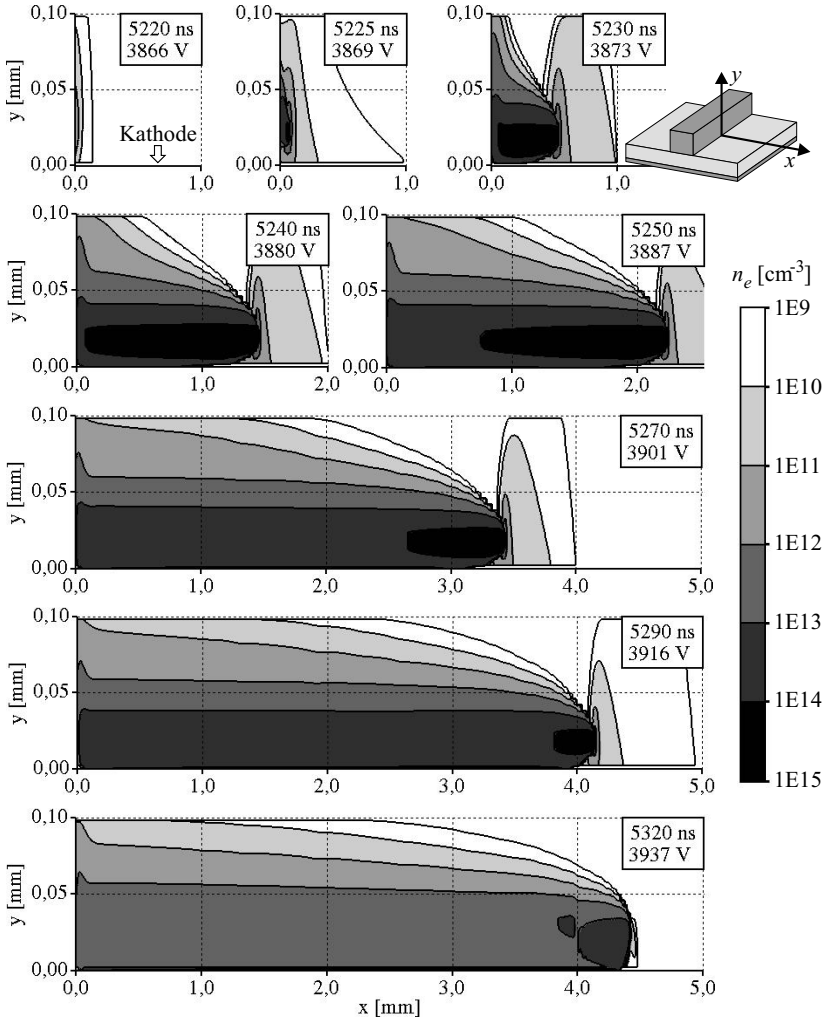 0,10
0,05
0,00
y [mm]
5220 ns
3866 V
Kathode
0,0
1,0
0,10
0,05
0,00
5225 ns
3869 V
0,0
1,0
0,10
0,05
0,00
5230 ns
3873 V
0,0
1,0
y
x
0,10
0,05
0,00
y [mm]
5240 ns
3880 V
0,0
1,0
2,0
0,10
0,05
0,00
5250 ns
3887 V
0,0
1,0
2,0
0,10
0,05
0,00
y [mm]
5270 ns
3901 V
0,0
1,0
2,0
3,0
4,0
5,0
0,10
0,05
0,00
y [mm]
5290 ns
3916 V
0,0
1,0
2,0
3,0
4,0
5,0
0,10
0,05
0,00
y [mm]
5320 ns
3937 V
0,0
1,0
2,0
3,0
4,0
5,0
x [mm]
n_e [cm⁻³]
1E9
1E10
1E11
1E12
1E13
1E14
1E15